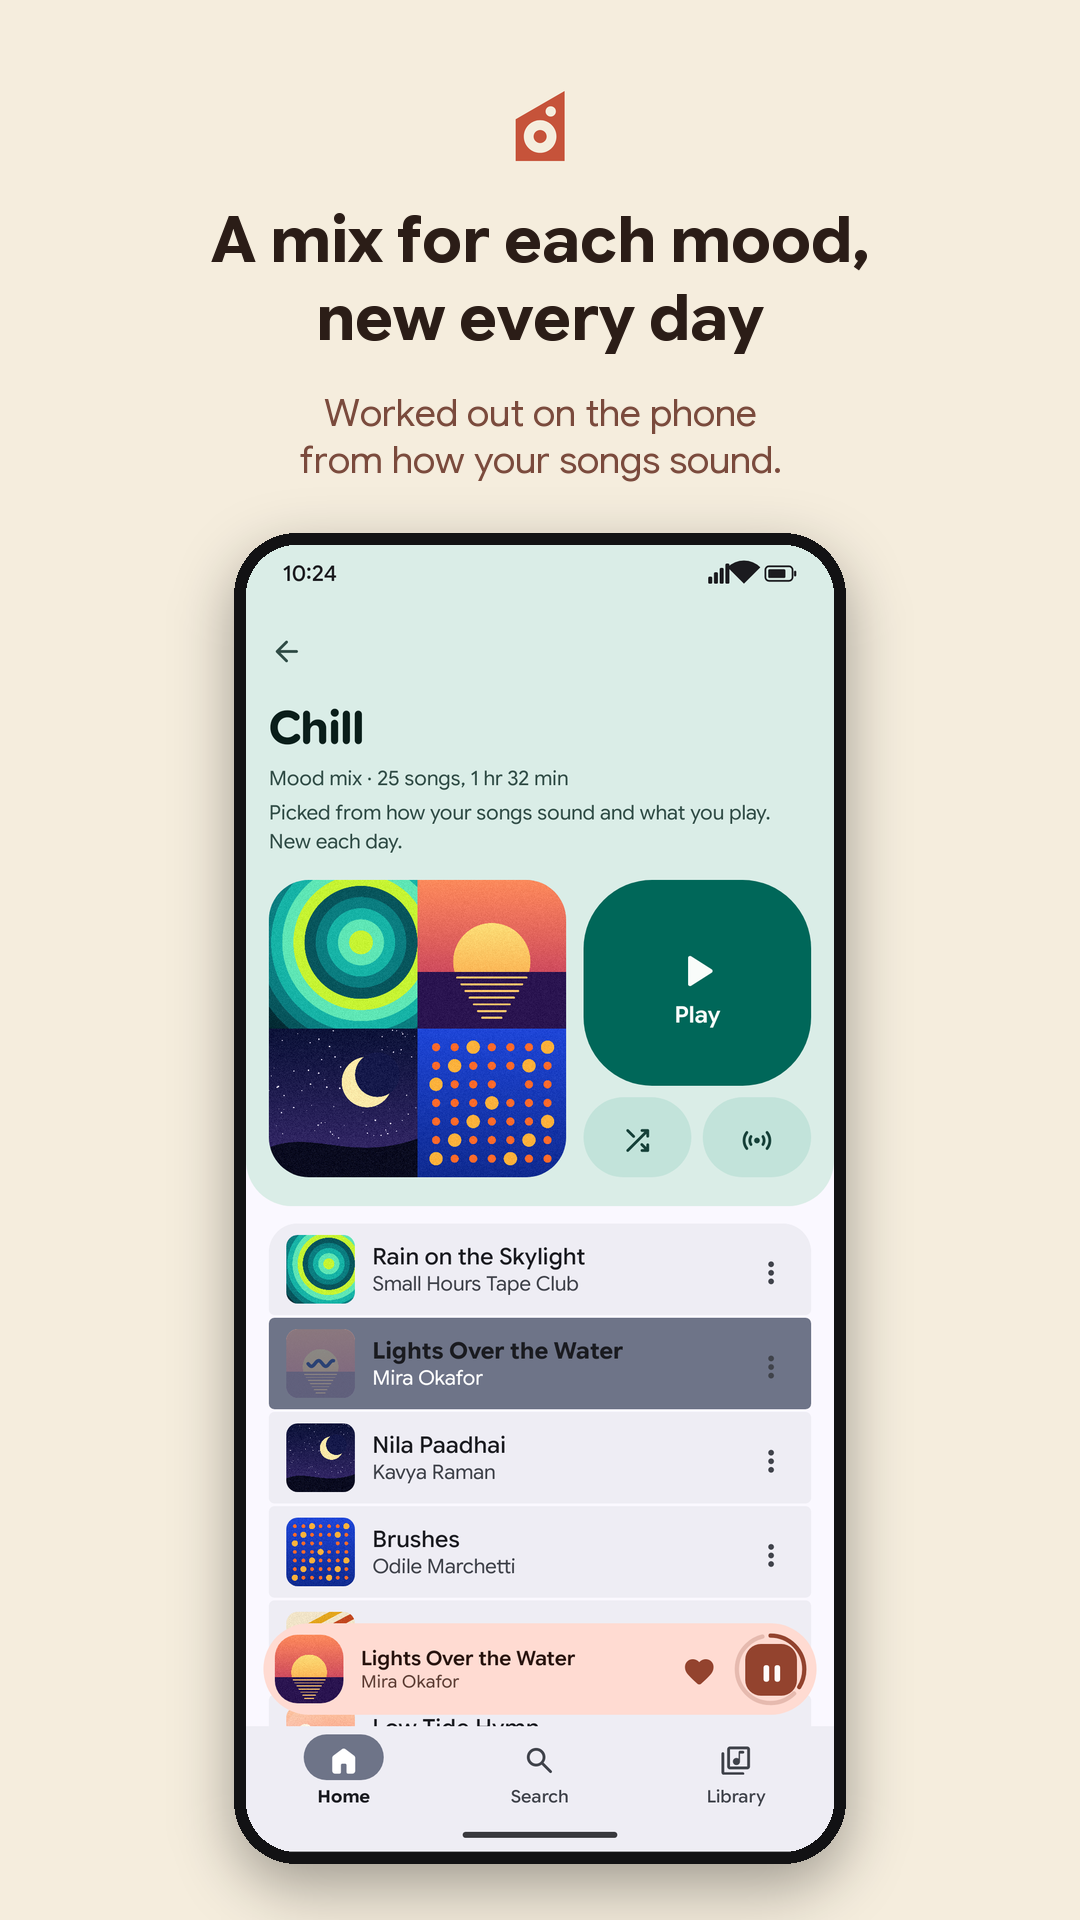 A mix for each mood,
new every day
Worked out on the phone
from how your songs sound.
10:24
Chill
Mood mix · 25 songs, 1 hr 32 min
Picked from how your songs sound and what you play.
New each day.
Play
Rain on the Skylight
Small Hours Tape Club
Lights Over the Water
Mira Okafor
Nila Paadhai
Kavya Raman
Brushes
Odile Marchetti
Lights Over the Water
Mira Okafor
Low Tide Hymn
Home
Search
Library